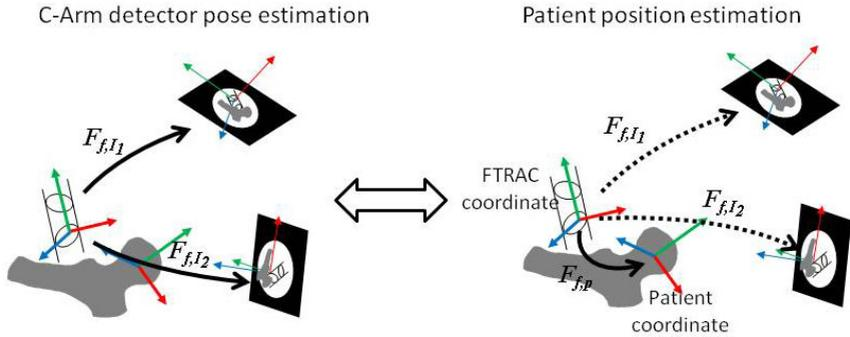 C-Arm detector pose estimation
Patient position estimation
F_{f,I_1}
F_{f,I_1}
FTRAC
coordinate
F_{f,I_2}
F_{f,I_2}
F_{f,p}
Patient
coordinate